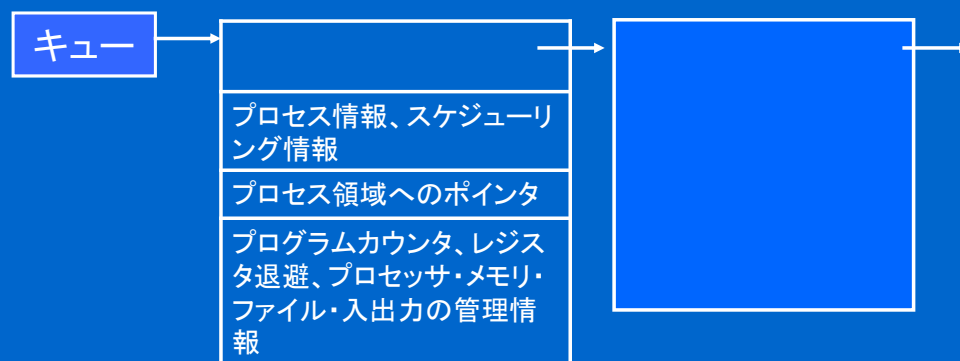 キュー
プロセス情報、スケジューリ
ング情報
プロセス領域へのポインタ
プログラムカウンタ、レジス
タ退避、プロセッサ・メモリ・
ファイル・入出力の管理情
報